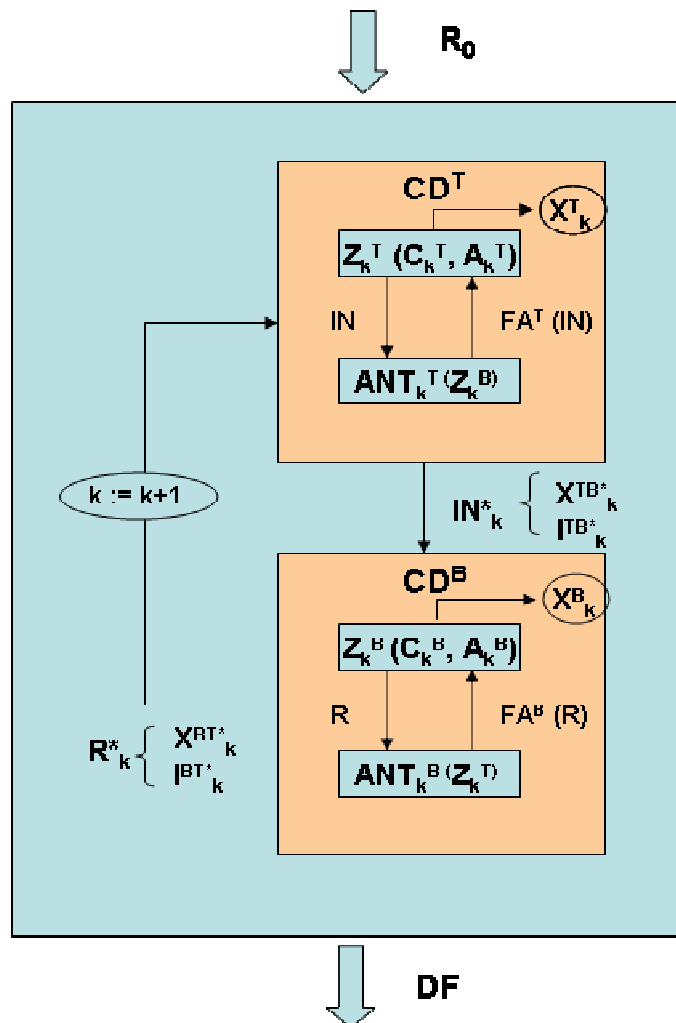 R₀
CDᵀ
Xᵀₖ
Zₖᵀ (Cₖᵀ, Aₖᵀ)
IN FAᵀ (IN)
ANTₖᵀ (Zₖᴮ)
k := k+1
IN*ₖ { Xᵀᴮ*ₖ
Iᵀᴮ*ₖ
CDᴮ
Xᴮₖ
Zₖᴮ (Cₖᴮ, Aₖᴮ)
R FAᴮ (R)
R*ₖ { Xᴮᵀ*ₖ
Iᴮᵀ*ₖ
ANTₖᴮ (Zₖᵀ)
DF